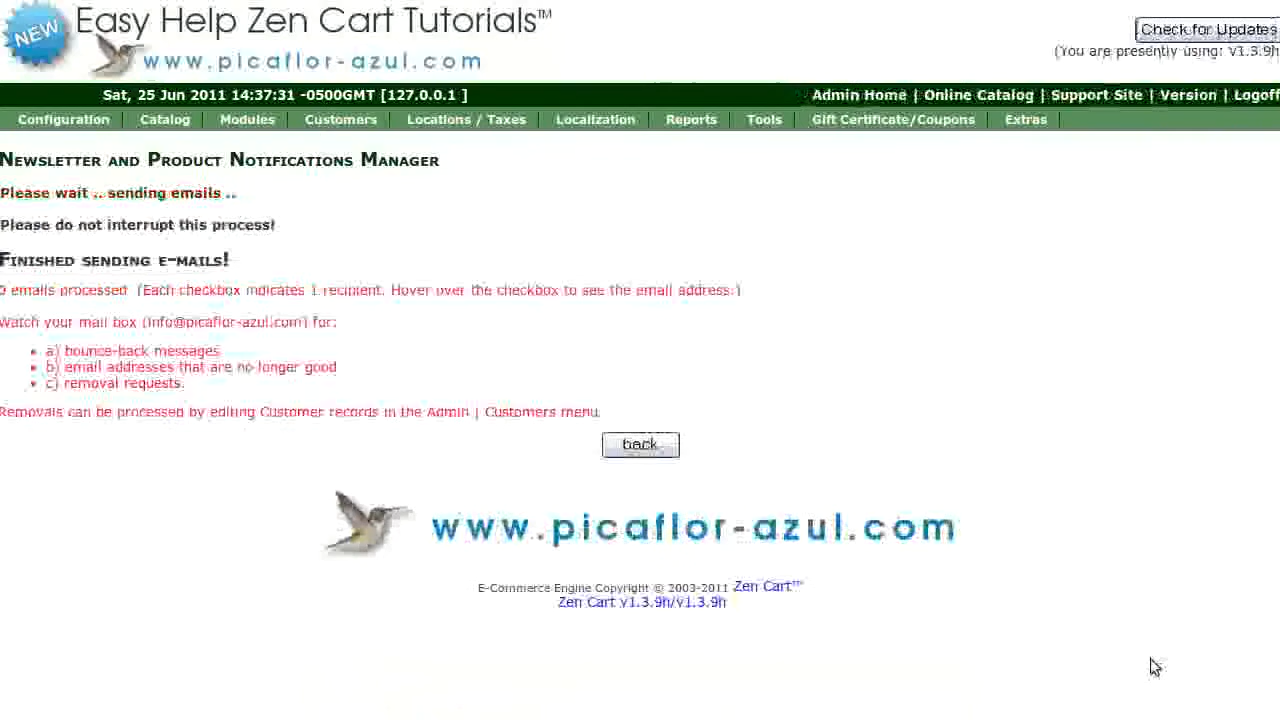 NEW
Easy Help Zen Cart Tutorials™
www.picaflor-azul.com
Check for Updates
(You are presently using: v1.3.9h
Sat, 25 Jun 2011 14:37:31 -0500GMT [127.0.0.1 ]
Admin Home | Online Catalog | Support Site | Version | Logoff
Configuration Catalog Modules Customers Locations / Taxes Localization Reports Tools Gift Certificate/Coupons Extras
Newsletter and Product Notifications Manager
Please wait .. sending emails ..
Please do not interrupt this process!
Finished sending e-mails!
0 emails processed (Each checkbox indicates 1 recipient. Hover over the checkbox to see the email address.)
Watch your mail box (info@picaflor-azul.com) for:
a) bounce-back messages
b) email addresses that are no longer good
c) removal requests.
Removals can be processed by editing Customer records in the Admin | Customers menu.
back
www.picaflor-azul.com
E-Commerce Engine Copyright © 2003-2011 Zen Cart™
Zen Cart v1.3.9h/v1.3.9h